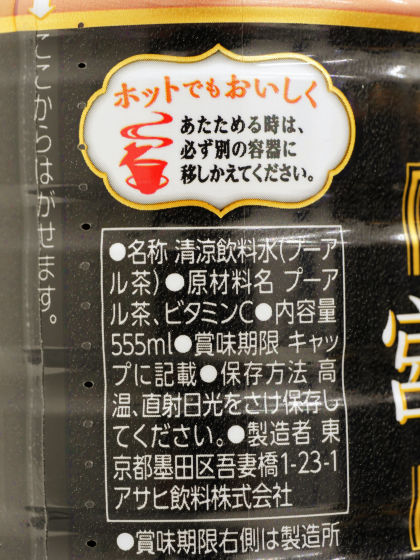 ここからはがせます。
ホットでもおいしく
あたためる時は、
必ず別の容器に
移しかえてください。
●名称 清涼飲料水(プーア
ル茶)●原材料名 プーア
ル茶、ビタミンC●内容量
555ml●賞味期限 キャッ
プに記載●保存方法 高
温、直射日光をさけ保存し
てください。●製造者 東
京都墨田区吾妻橋1-23-1
アサヒ飲料株式会社
●賞味期限右側は製造所